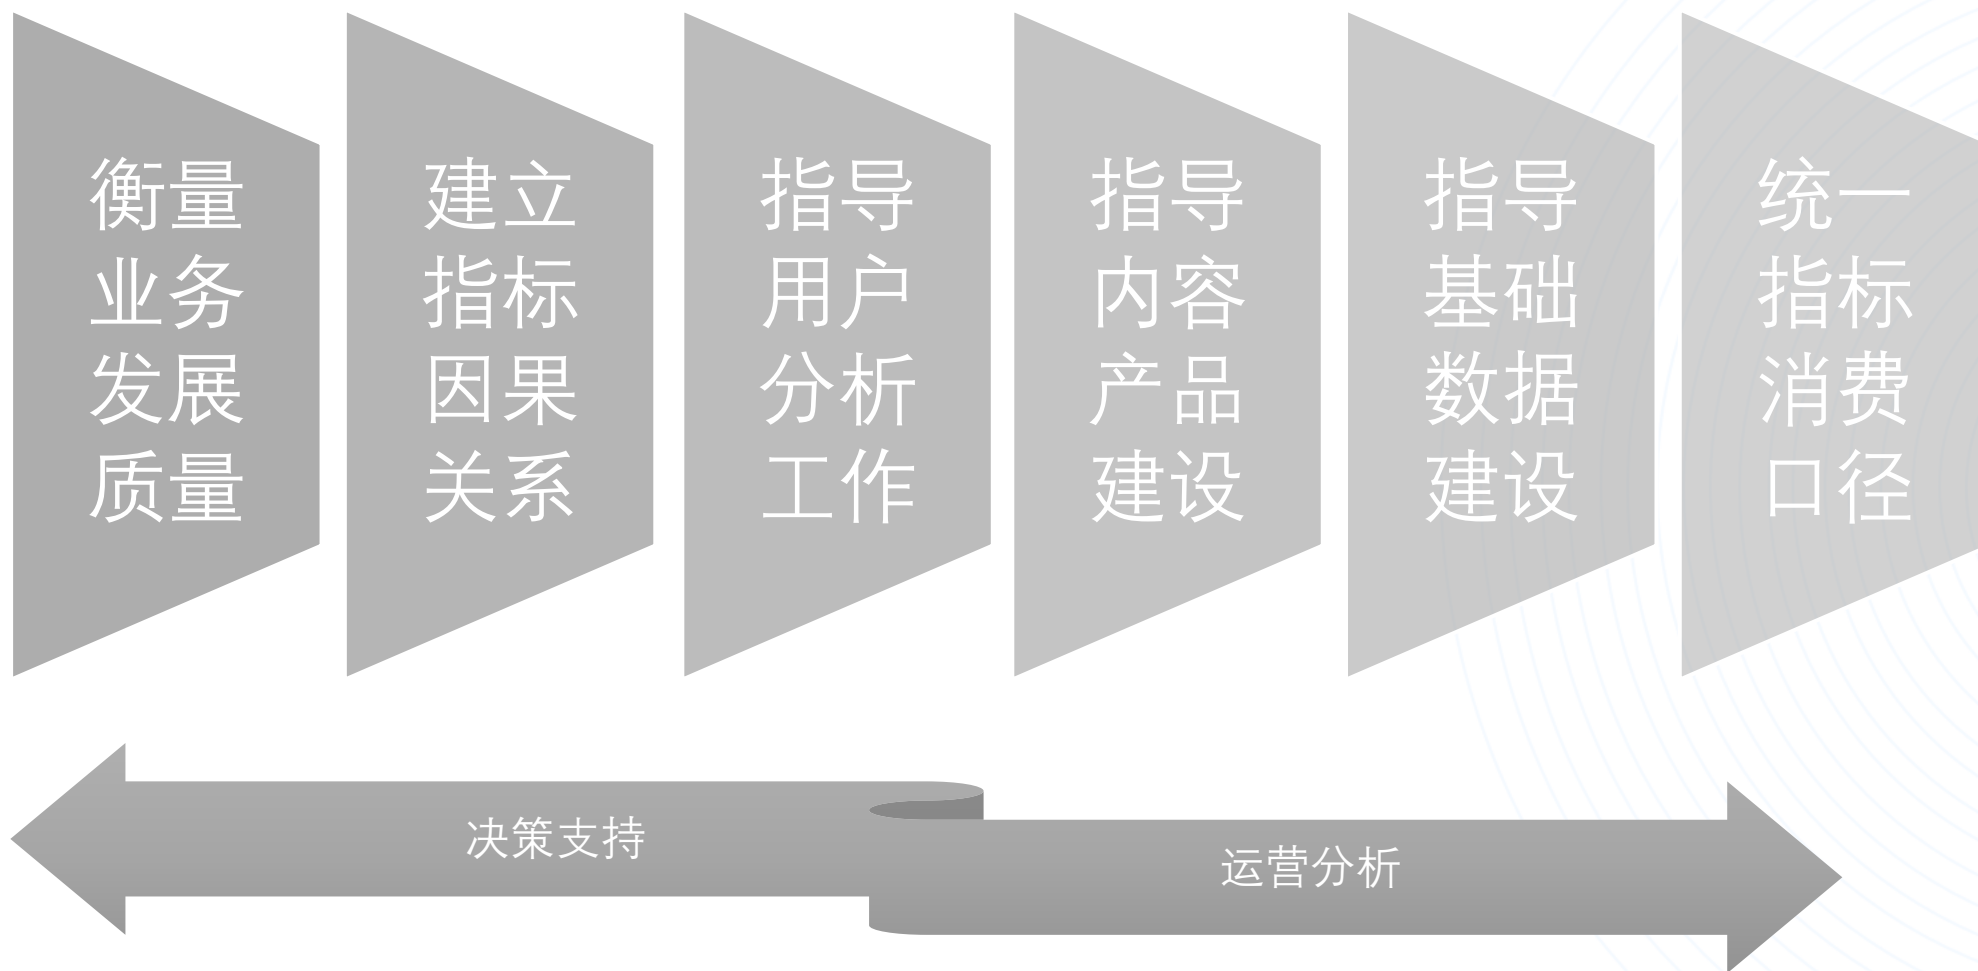 衡量
业务
发展
质量
建立
指标
因果
关系
指导
用户
分析
工作
指导
内容
产品
建设
指导
基础
数据
建设
统一
指标
消费
口径
决策支持
运营分析